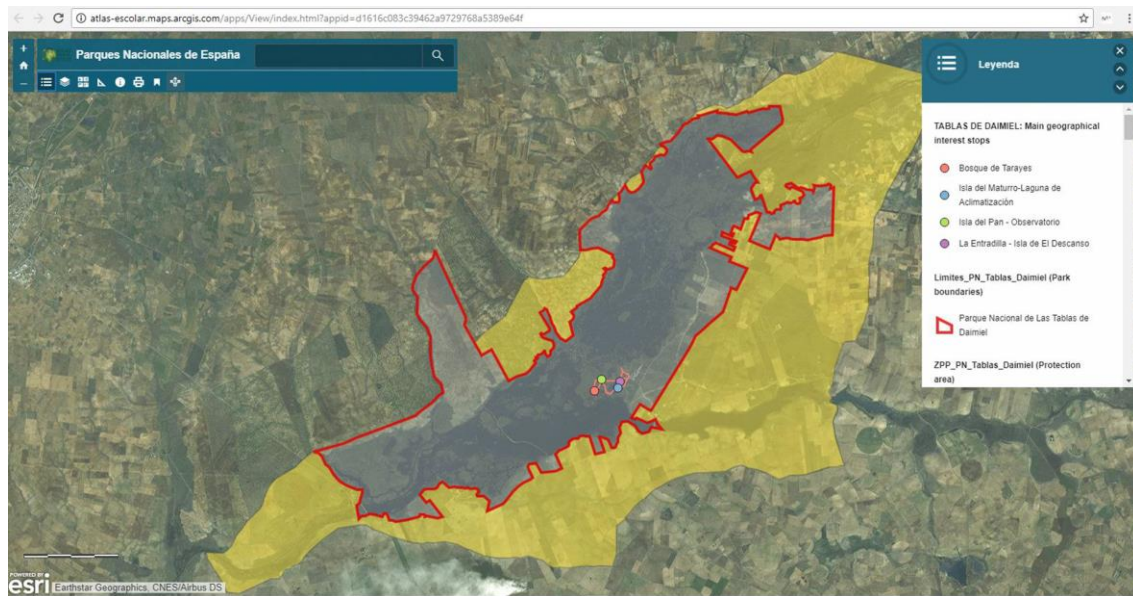 atlas-escolar.maps.arcgis.com/apps/View/index.html?appid=d1616c083c39462a9729768a5389e64f
Parques Nacionales de España
Leyenda
TABLAS DE DAIMIEL: Main geographical
interest stops
Bosque de Tarayes
Isla del Maturro-Laguna de
Aclimatización
Isla del Pan - Observatorio
La Entradilla - Isla de El Descanso
Limites_PN_Tablas_Daimiel (Park
boundaries)
Parque Nacional de Las Tablas de
Daimiel
ZPP_PN_Tablas_Daimiel (Protection
area)
POWERED BY
esri
Earthstar Geographics, CNES/Airbus DS